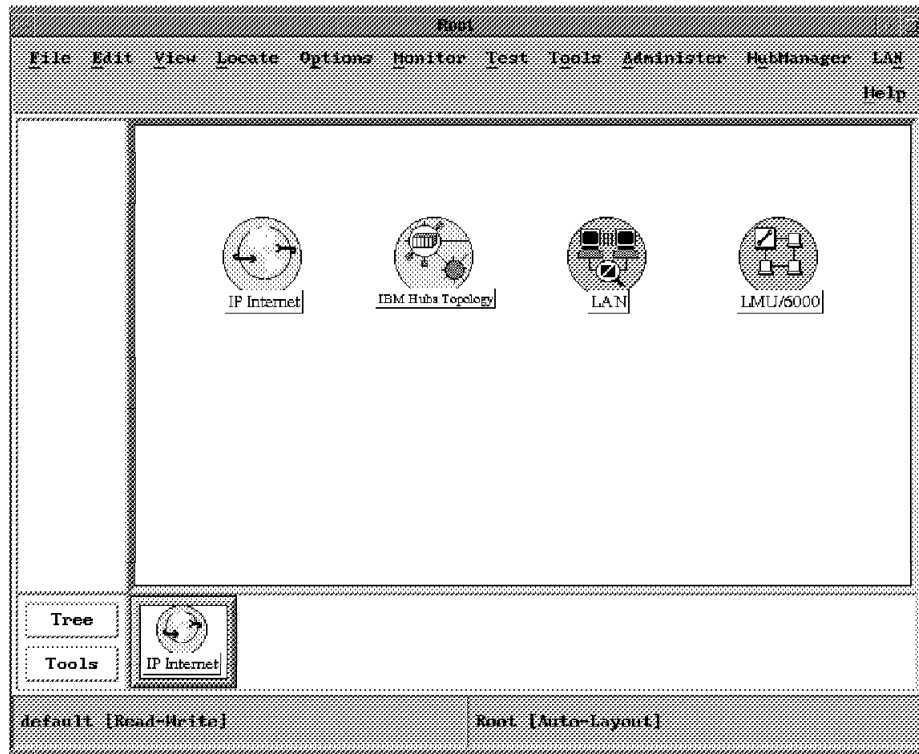 Root
File Edit View Locate Options Monitor Test Tools Administer HubManager LAN
Help
IP Internet IBM Hubs Topology LAN LMU/6000
Tree
Tools
IP Internet
default [Read-Write] Root [Auto-Layout]